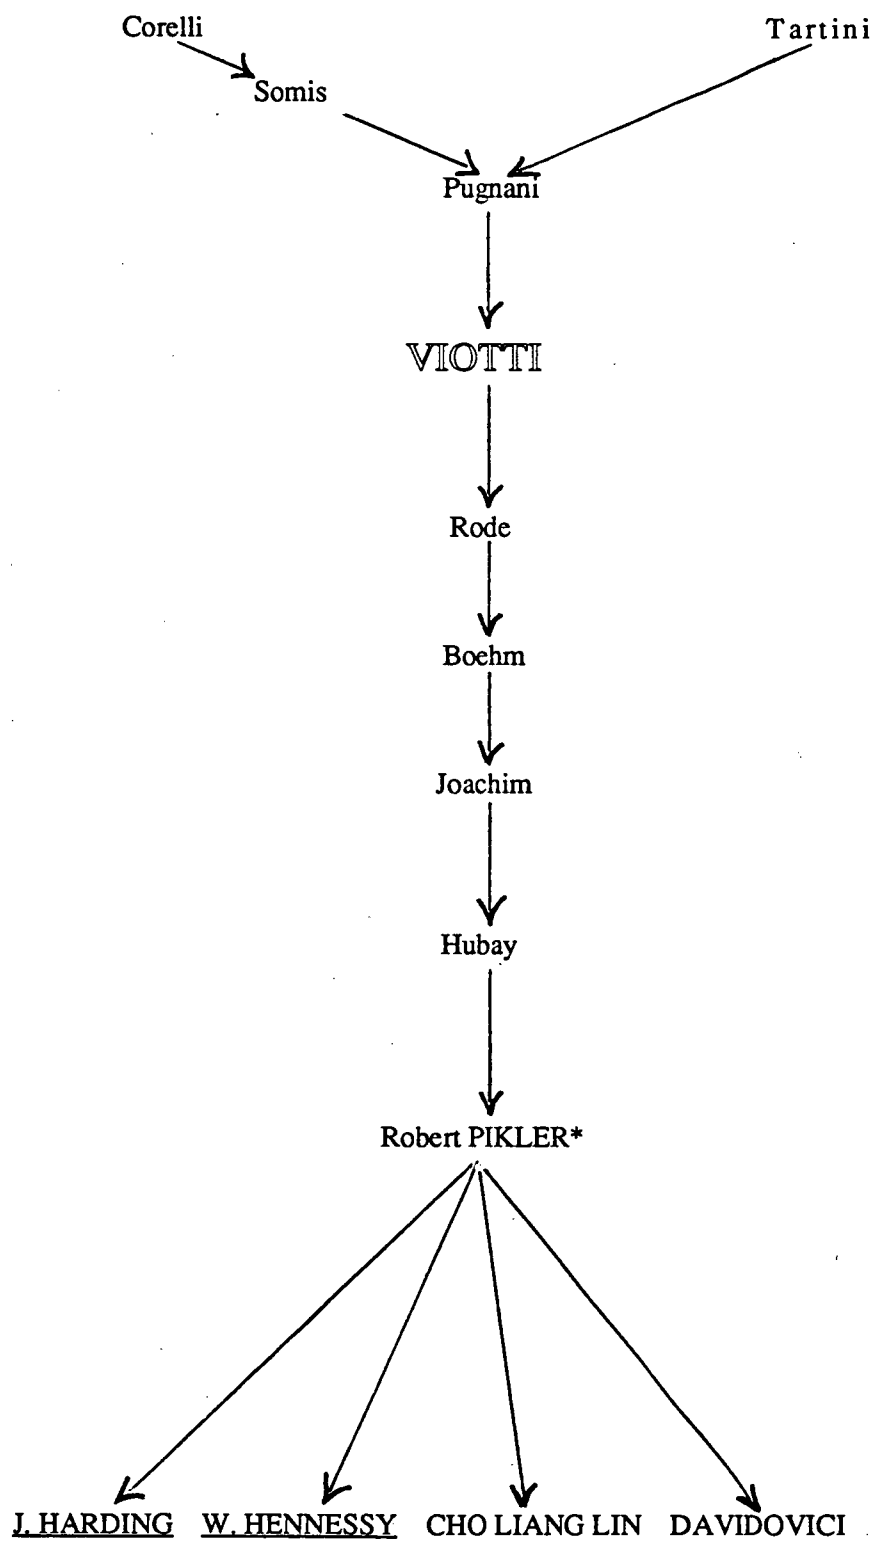 Corelli
Tartini
Somis
Pugnani
VIOTTI
Rode
Boehm
Joachim
Hubay
Robert PIKLER*
J. HARDING W. HENNESSY CHO LIANG LIN DAVIDOVICI